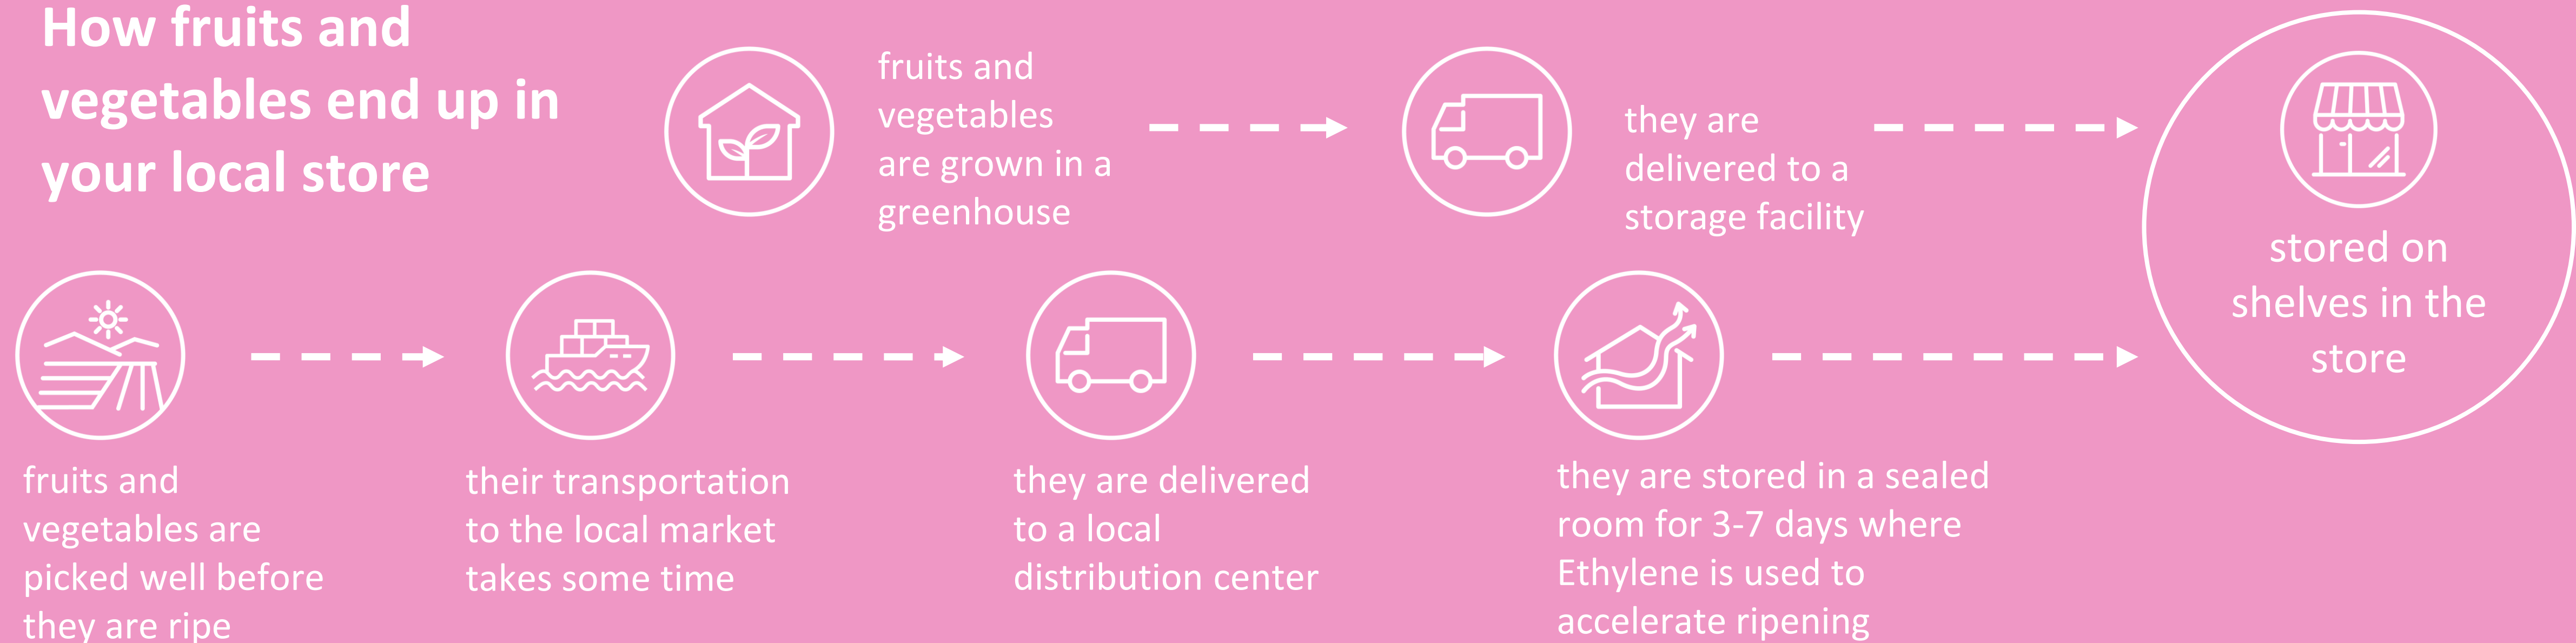 How fruits and
vegetables end up in
your local store
fruits and
vegetables
are grown in a
greenhouse
they are
delivered to a
storage facility
stored on
shelves in the
store
fruits and
vegetables are
picked well before
they are ripe
their transportation
to the local market
takes some time
they are delivered
to a local
distribution center
they are stored in a sealed
room for 3-7 days where
Ethylene is used to
accelerate ripening